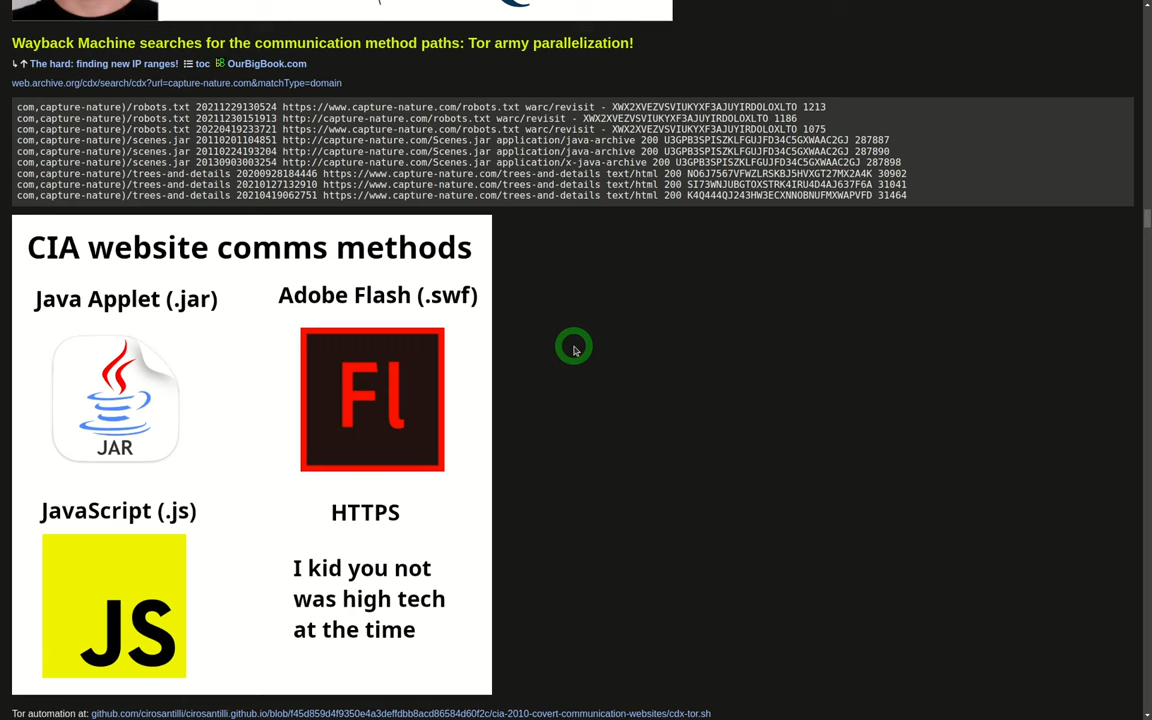 Wayback Machine searches for the communication method paths: Tor army parallelization!
↳ ↑ The hard: finding new IP ranges! toc OurBigBook.com
web.archive.org/cdx/search/cdx?url=capture-nature.com&matchType=domain
com,capture-nature)/robots.txt 20211229130524 https://www.capture-nature.com/robots.txt warc/revisit - XWX2XVEZVSVIUKYXF3AJUYIRDOLOXLTO 1213
com,capture-nature)/robots.txt 20211230151913 http://www.capture-nature.com/robots.txt warc/revisit - XWX2XVEZVSVIUKYXF3AJUYIRDOLOXLTO 1186
com,capture-nature)/robots.txt 20220419233721 https://www.capture-nature.com/robots.txt warc/revisit - XWX2XVEZVSVIUKYXF3AJUYIRDOLOXLTO 1075
com,capture-nature)/scenes.jar 20110201104851 http://capture-nature.com/Scenes.jar application/java-archive 200 U3GPB3SPISZKLFGUJFD34C5GXWAAC2GJ 287887
com,capture-nature)/scenes.jar 20110224193204 http://capture-nature.com/Scenes.jar application/java-archive 200 U3GPB3SPISZKLFGUJFD34C5GXWAAC2GJ 287890
com,capture-nature)/scenes.jar 20130903003254 http://capture-nature.com/Scenes.jar application/x-java-archive 200 U3GPB3SPISZKLFGUJFD34C5GXWAAC2GJ 287898
com,capture-nature)/trees-and-details 20200928184446 https://www.capture-nature.com/trees-and-details text/html 200 NO6J7567VFWZLRSKBJ5HVXGT27MX2A4K 30902
com,capture-nature)/trees-and-details 20210127132910 https://www.capture-nature.com/trees-and-details text/html 200 SI73WNJUBGTOXSTRK4IRU4D4AJ637F6A 31041
com,capture-nature)/trees-and-details 20210419062751 https://www.capture-nature.com/trees-and-details text/html 200 K4Q444QJ243HW3ECXNNOBNUFMXWAPVFD 31464
CIA website comms methods
Java Applet (.jar)
Adobe Flash (.swf)
JAR
Fl
JavaScript (.js)
HTTPS
JS
I kid you not
was high tech
at the time
Tor automation at: github.com/cirosantilli/cirosantilli.github.io/blob/f45d859d4f9350e4a3deffdbb8acd86584d60f2c/cia-2010-covert-communication-websites/cdx-tor.sh